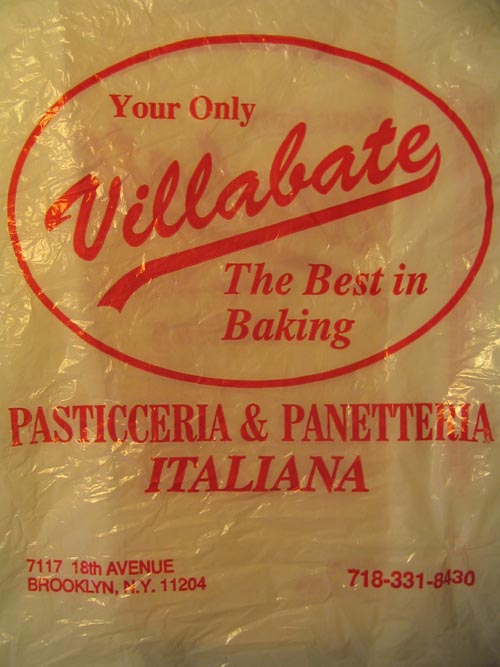 Your Only
Villabate
The Best in
Baking
PASTICCERIA & PANETTERIA
ITALIANA
7117 18th AVENUE
BROOKLYN, N.Y. 11204
718-331-8430